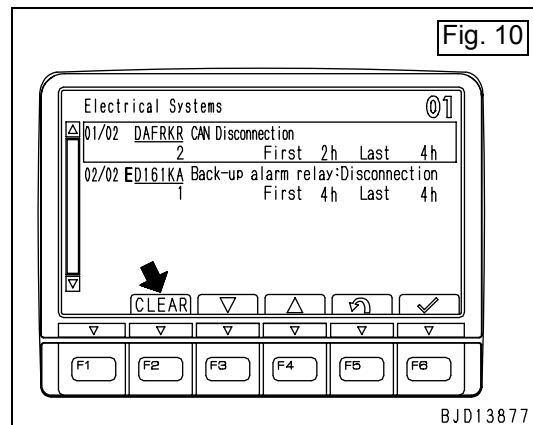 Fig. 10
Electrical Systems 01
01/02 DAFRKR CAN Disconnection
2 First 2h Last 4h
02/02 ED161KA Back-up alarm relay:Disconnection
1 First 4h Last 4h
CLEAR
F1 F2 F3 F4 F5 F6
BJD13877